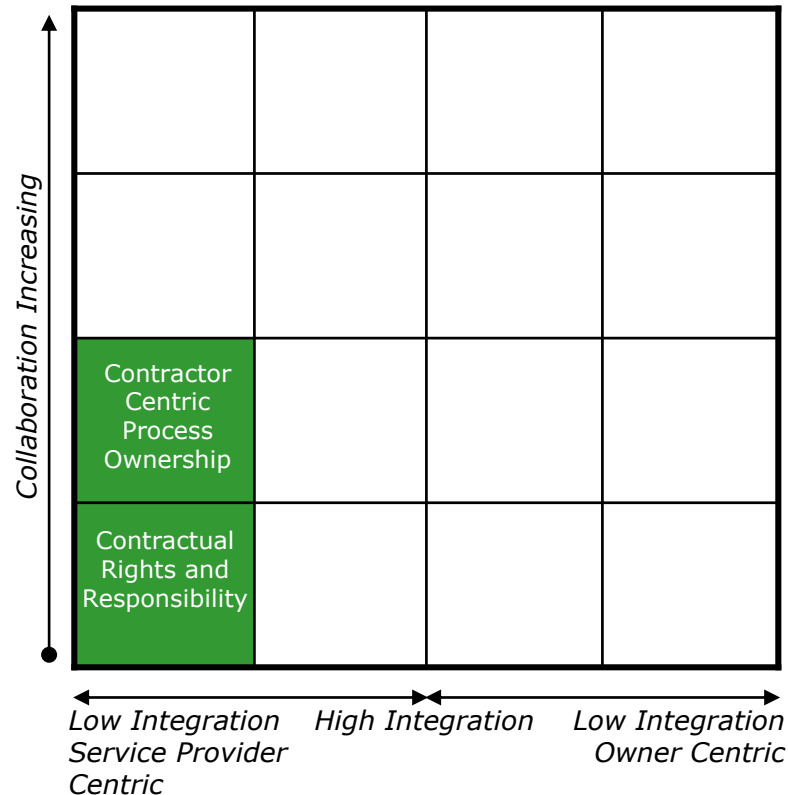 Collaboration Increasing
Contractor
Centric
Process
Ownership
Contractual
Rights and
Responsibility
Low Integration
Service Provider
Centric
High Integration
Low Integration
Owner Centric